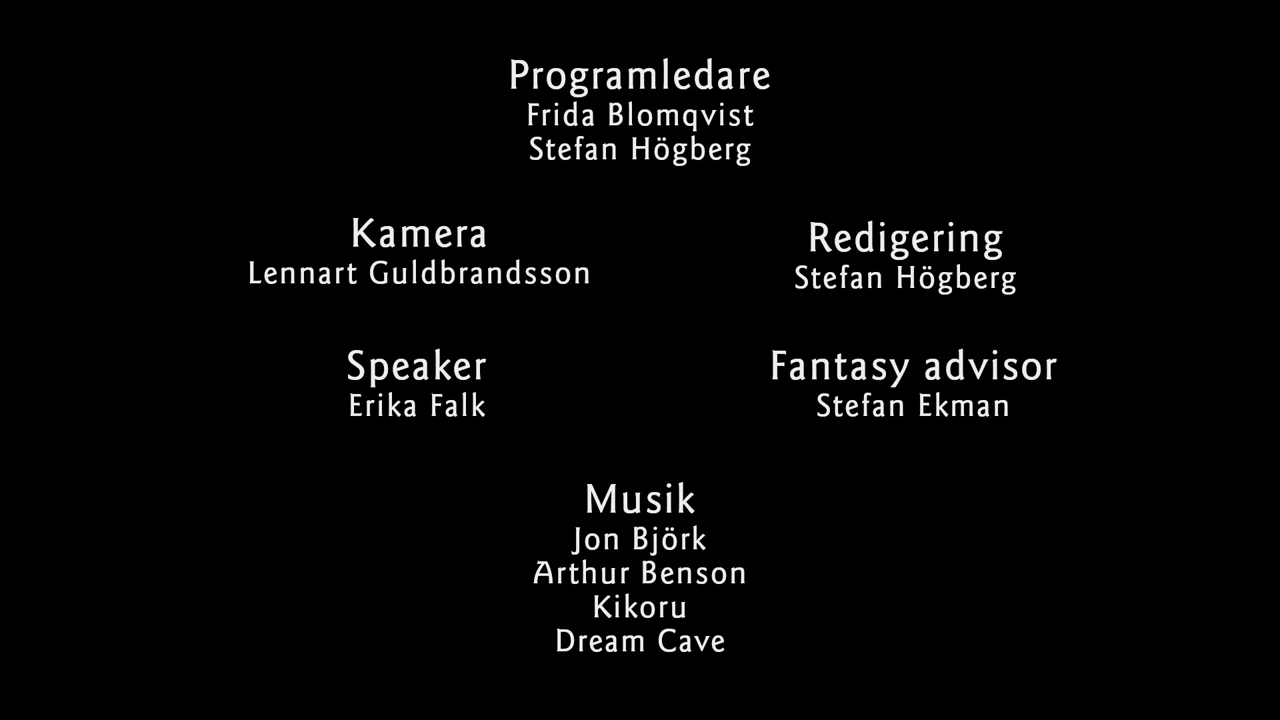 Programledare
Frida Blomqvist
Stefan Högberg
Kamera
Lennart Guldbrandsson
Redigering
Stefan Högberg
Speaker
Erika Falk
Fantasy advisor
Stefan Ekman
Musik
Jon Björk
Arthur Benson
Kikoru
Dream Cave